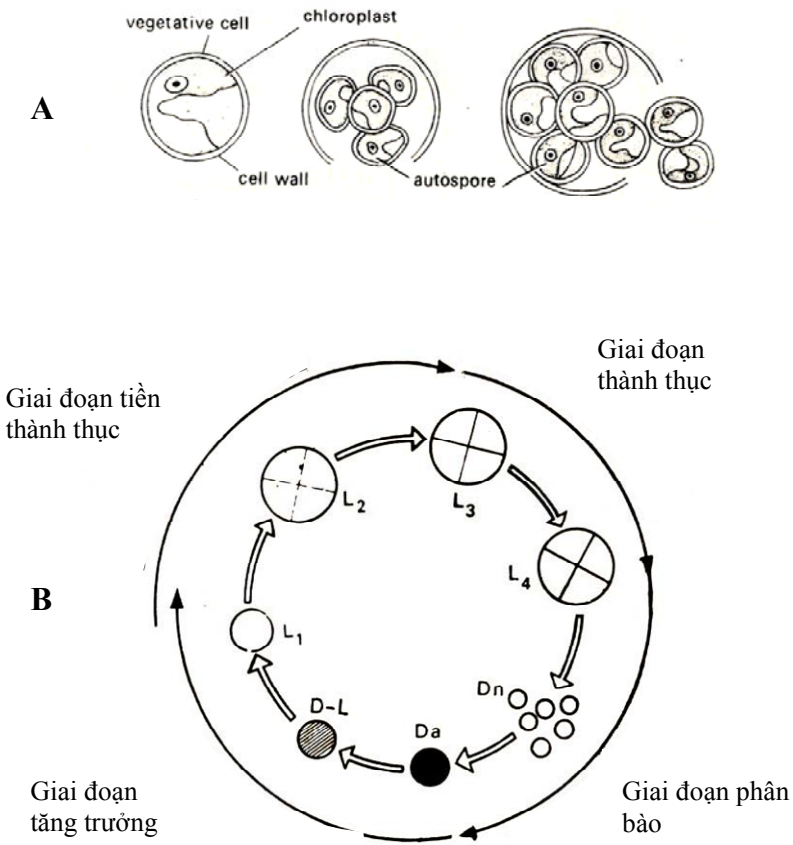 vegetative cell
chloroplast
A
cell wall
autospore
Giai đoạn
thành thục
Giai đoạn tiền
thành thục
L2
L3
L4
B
L1
Dn
D-L
Da
Giai đoạn
tăng trưởng
Giai đoạn phân
bào